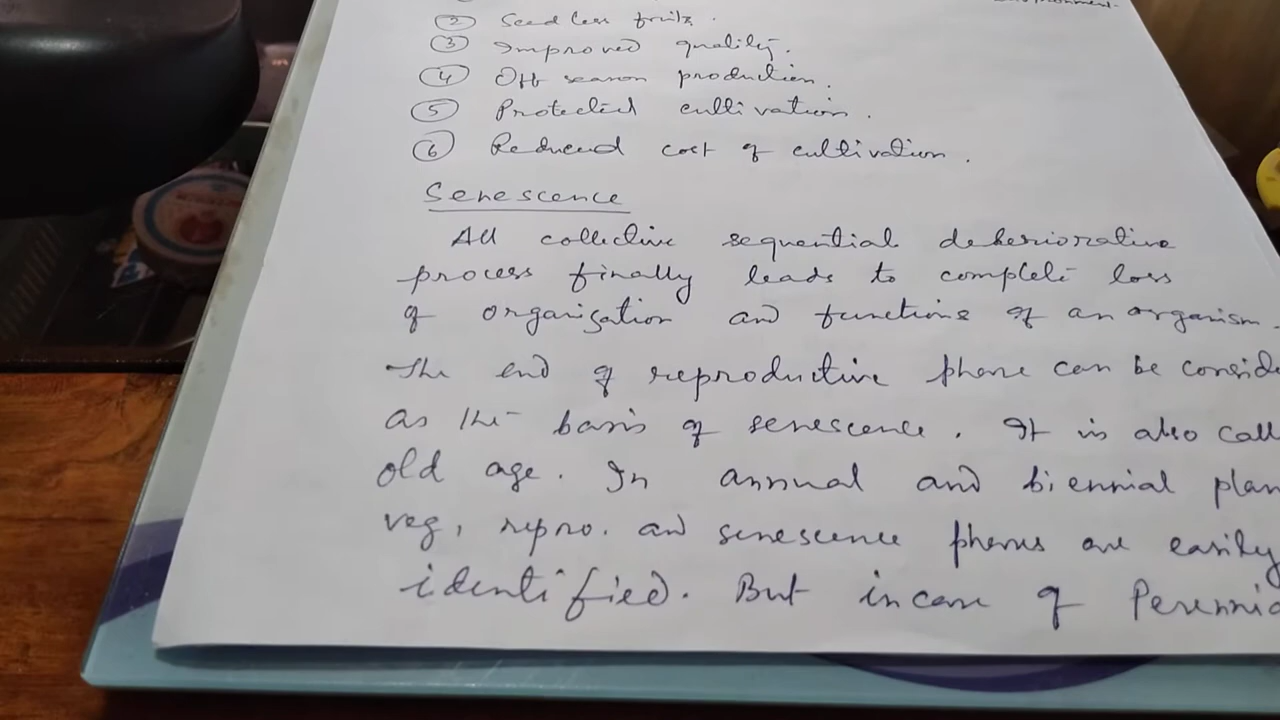 ② Seedless fruits.
③ Improved quality.
④ Off season production.
⑤ Protected cultivation.
⑥ Reduced cost of cultivation.
Senescence
All collective sequential deteriorative
process finally leads to complete loss
of organisation and functions of an organism.
The end of reproductive phase can be conside
as the basis of senescence. It is also call
old age. In annual and biennial plan
veg, repro. and senescence phases are easily
identified. But incase of Perennia